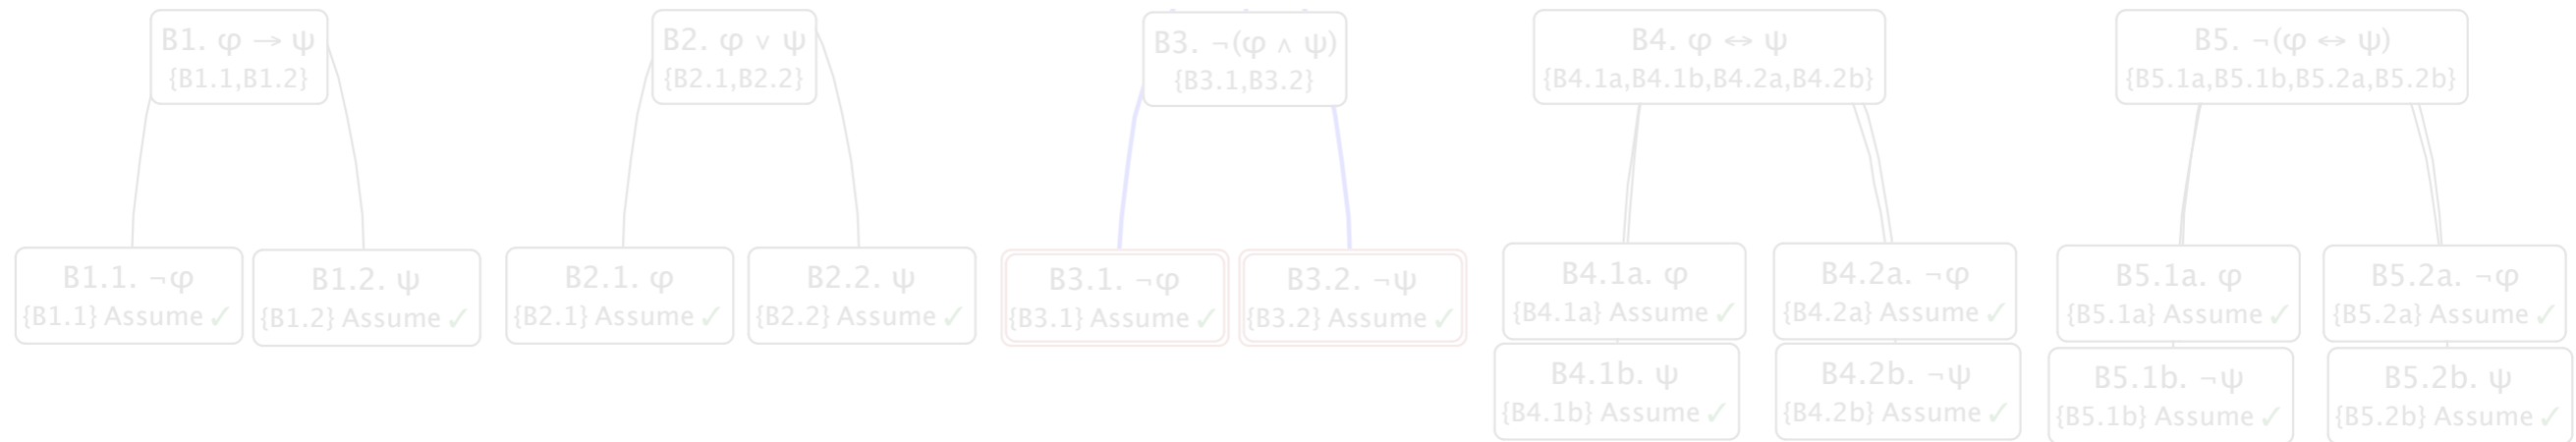 B1. φ → ψ
{B1.1,B1.2}
B1.1. ¬φ
{B1.1} Assume ✓
B1.2. ψ
{B1.2} Assume ✓
B2. φ ∨ ψ
{B2.1,B2.2}
B2.1. φ
{B2.1} Assume ✓
B2.2. ψ
{B2.2} Assume ✓
B3. ¬(φ ∧ ψ)
{B3.1,B3.2}
B3.1. ¬φ
{B3.1} Assume ✓
B3.2. ¬ψ
{B3.2} Assume ✓
B4. φ ↔ ψ
{B4.1a,B4.1b,B4.2a,B4.2b}
B4.1a. φ
{B4.1a} Assume ✓
B4.1b. ψ
{B4.1b} Assume ✓
B4.2a. ¬φ
{B4.2a} Assume ✓
B4.2b. ¬ψ
{B4.2b} Assume ✓
B5. ¬(φ ↔ ψ)
{B5.1a,B5.1b,B5.2a,B5.2b}
B5.1a. φ
{B5.1a} Assume ✓
B5.1b. ¬ψ
{B5.1b} Assume ✓
B5.2a. ¬φ
{B5.2a} Assume ✓
B5.2b. ψ
{B5.2b} Assume ✓